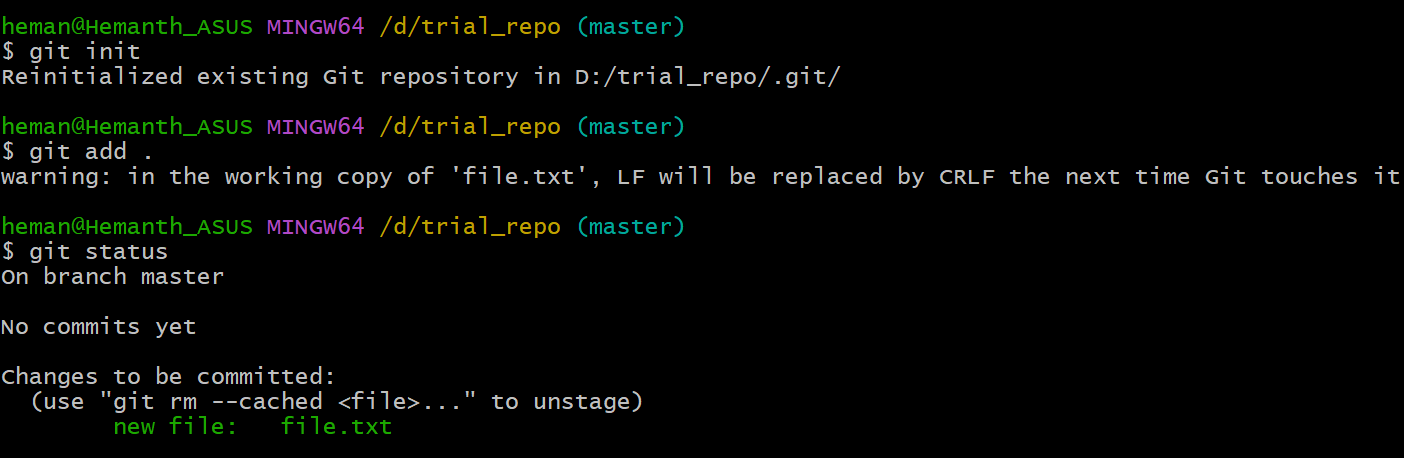 heman@Hemanth_ASUS MINGW64 /d/trial_repo (master)
$ git init
Reinitialized existing Git repository in D:/trial_repo/.git/
heman@Hemanth_ASUS MINGW64 /d/trial_repo (master)
$ git add .
warning: in the working copy of 'file.txt', LF will be replaced by CRLF the next time Git touches it
heman@Hemanth_ASUS MINGW64 /d/trial_repo (master)
$ git status
On branch master
No commits yet
Changes to be committed:
  (use "git rm --cached <file>..." to unstage)
        new file:   file.txt